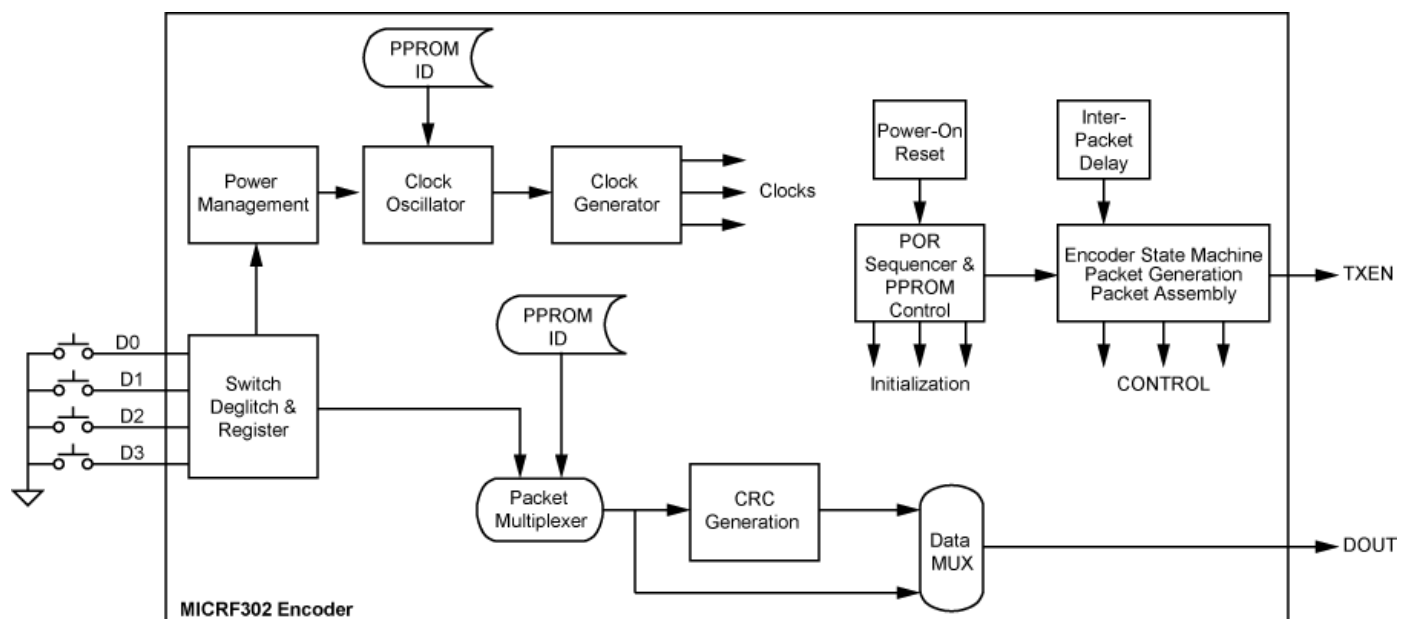 PPROM
ID
Power
Management
Clock
Oscillator
Clock
Generator
Clocks
Power-On
Reset
Inter-
Packet
Delay
POR
Sequencer &
PPROM
Control
Initialization
Encoder State Machine
Packet Generation
Packet Assembly
CONTROL
TXEN
D0
D1
D2
D3
Switch
Deglitch &
Register
PPROM
ID
Packet
Multiplexer
CRC
Generation
Data
MUX
DOUT
MICRF302 Encoder